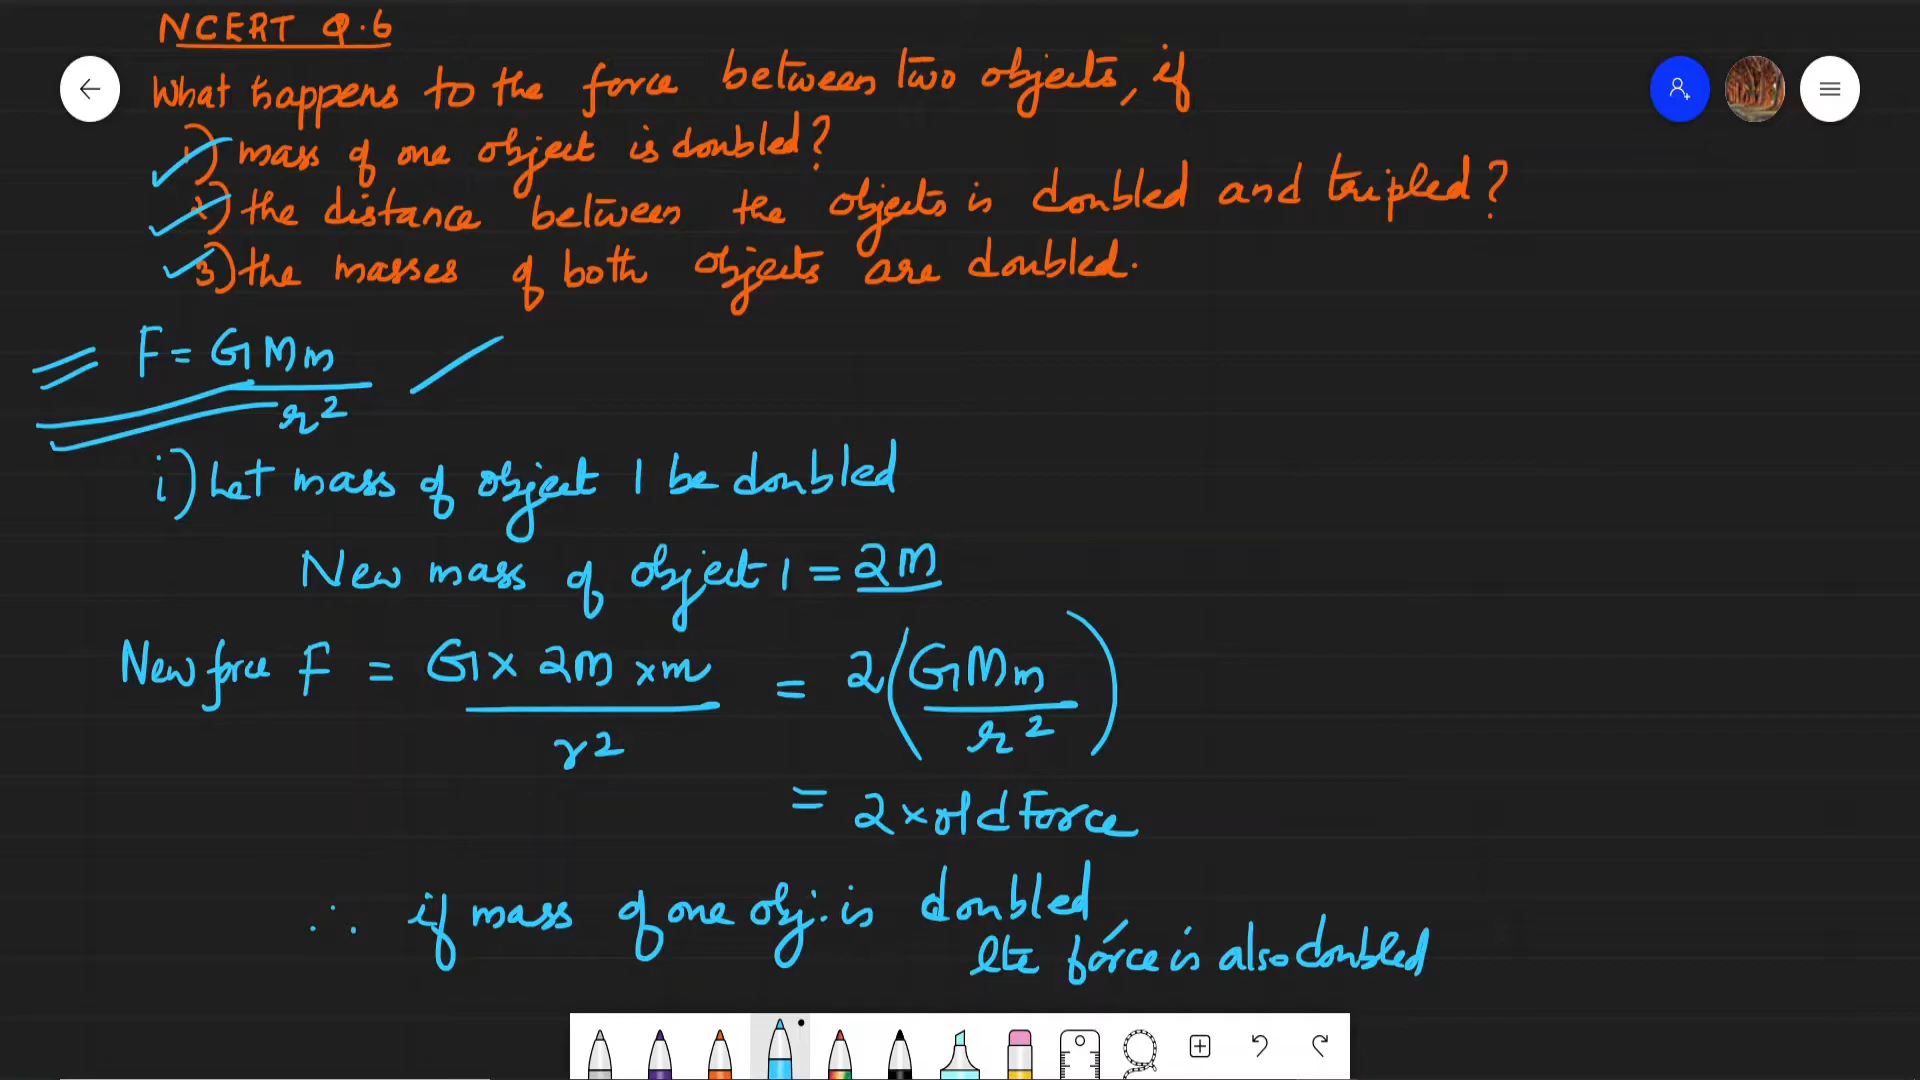 NCERT Q.6
What happens to the force between two objects, if
1) mass of one object is doubled?
2) the distance between the objects is doubled and tripled?
3) the masses of both objects are doubled.
F = GMm
r²
i) Let mass of object 1 be doubled
New mass of object 1 = 2M
New force F = G x 2M x m = 2 (GMm
r² r² )
= 2 x old Force
∴ if mass of one obj. is doubled,
force is also doubled